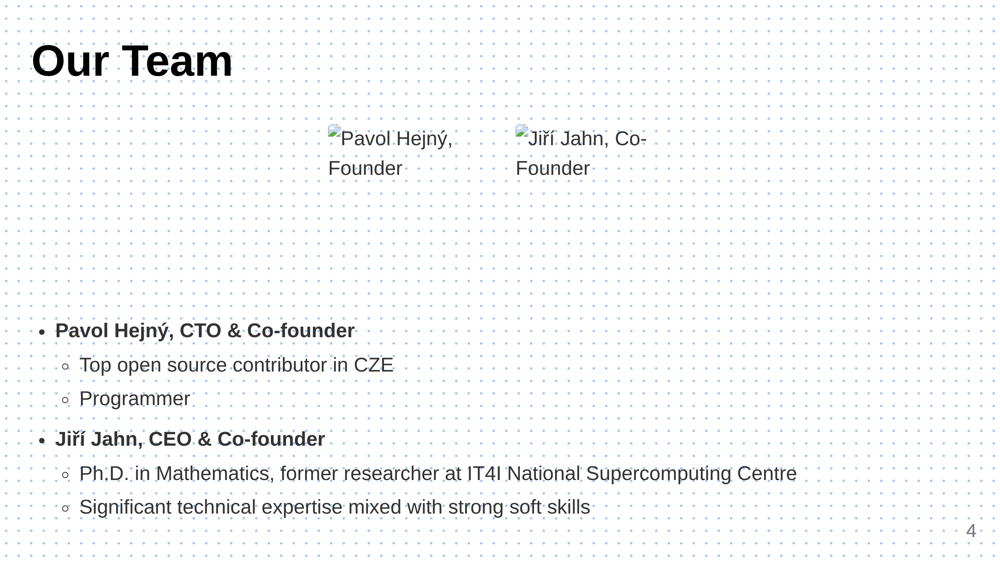 Our Team
Pavol Hejný,
Founder
Jiří Jahn, Co-
Founder
Pavol Hejný, CTO & Co-founder
Top open source contributor in CZE
Programmer
Jiří Jahn, CEO & Co-founder
Ph.D. in Mathematics, former researcher at IT4I National Supercomputing Centre
Significant technical expertise mixed with strong soft skills
4